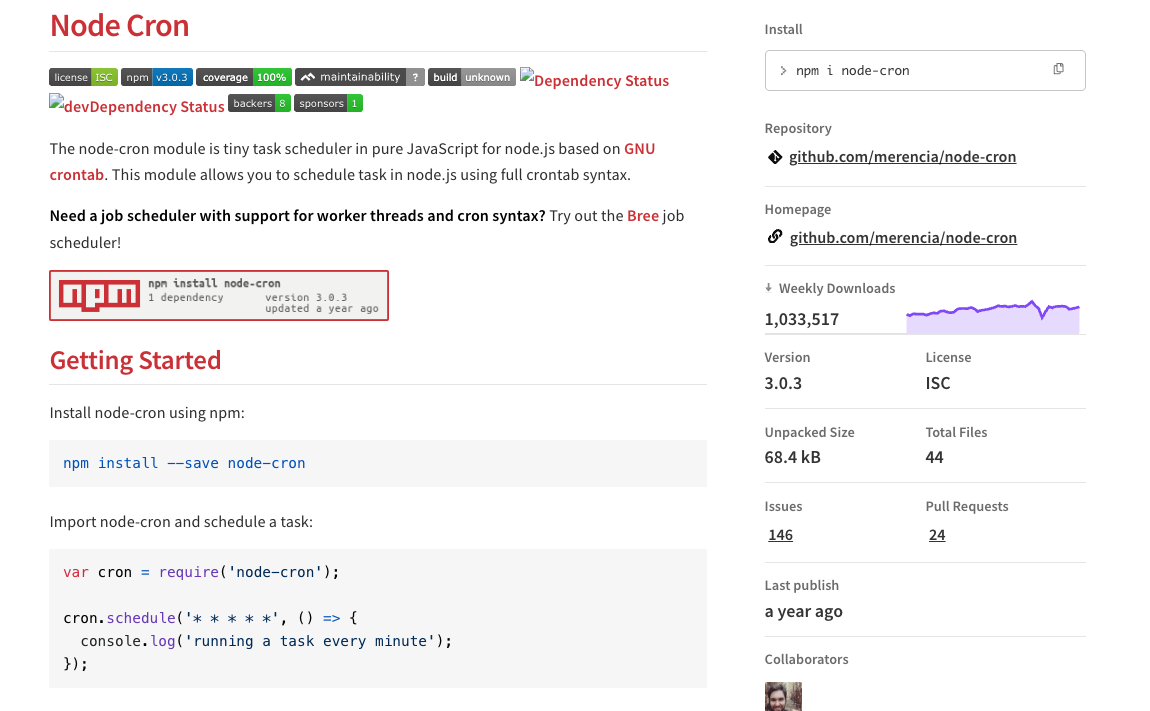 Node Cron
license ISC npm v3.0.3 coverage 100% maintainability ? build unknown Dependency Status
devDependency Status backers 8 sponsors 1
The node-cron module is tiny task scheduler in pure JavaScript for node.js based on GNU
crontab. This module allows you to schedule task in node.js using full crontab syntax.
Need a job scheduler with support for worker threads and cron syntax? Try out the Bree job
scheduler!
npm
npm install node-cron
1 dependency version 3.0.3
updated a year ago
Getting Started
Install node-cron using npm:
npm install --save node-cron
Import node-cron and schedule a task:
var cron = require('node-cron');
cron.schedule('* * * * *', () => {
  console.log('running a task every minute');
});
Install
> npm i node-cron
Repository
github.com/merencia/node-cron
Homepage
github.com/merencia/node-cron
Weekly Downloads
1,033,517
Version License
3.0.3 ISC
Unpacked Size Total Files
68.4 kB 44
Issues Pull Requests
146 24
Last publish
a year ago
Collaborators